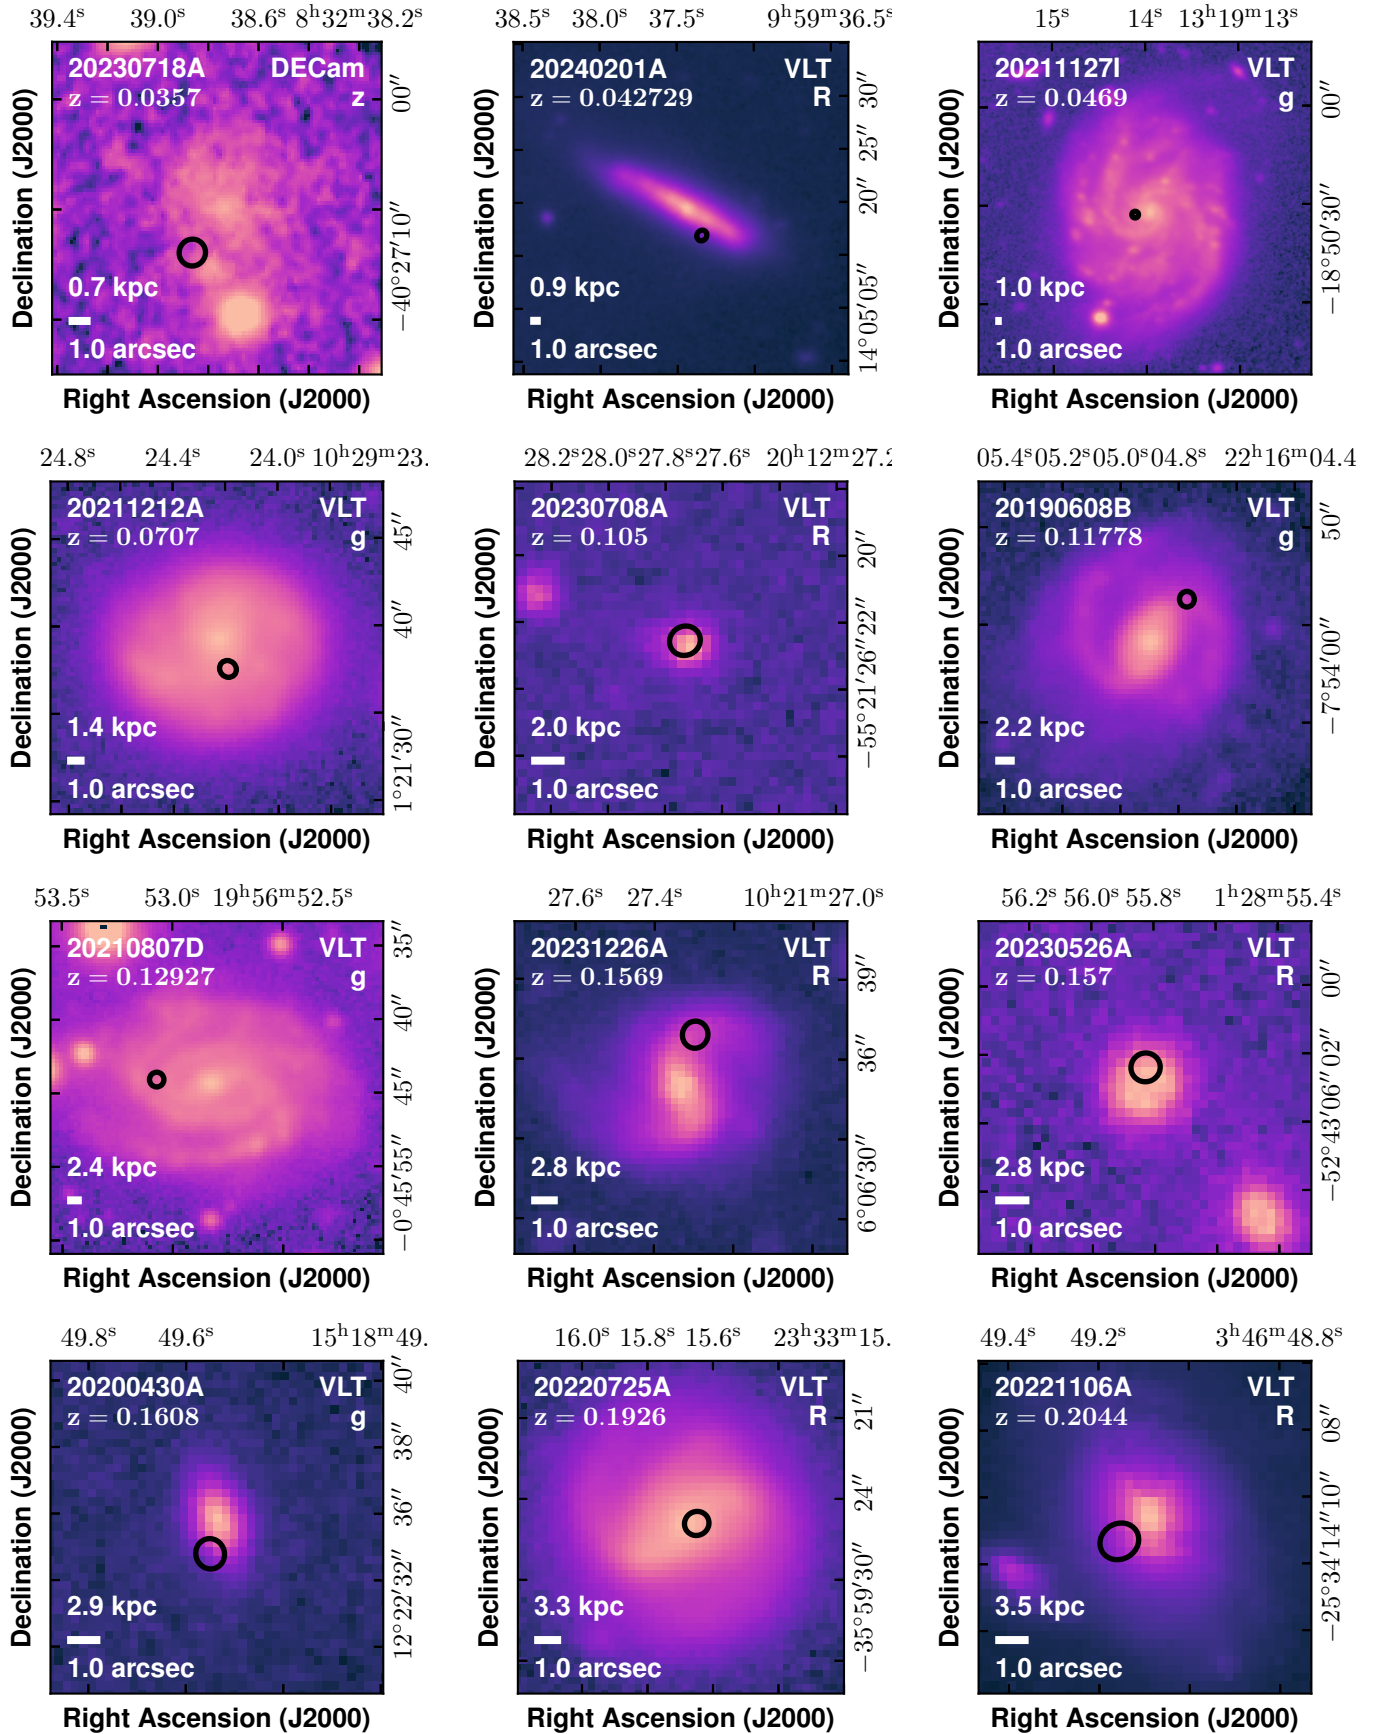 39.4ˢ 39.0ˢ 38.6ˢ 8ʰ32ᵐ38.2ˢ
20230718A DECam
z = 0.0357 z
0.7 kpc
1.0 arcsec
00″
−40°27′10″
Declination (J2000)
Right Ascension (J2000)
38.5ˢ 38.0ˢ 37.5ˢ 9ʰ59ᵐ36.5ˢ
20240201A VLT
z = 0.042729 R
0.9 kpc
1.0 arcsec
30″
25″
20″
14°05′05″
Declination (J2000)
Right Ascension (J2000)
15ˢ 14ˢ 13ʰ19ᵐ13ˢ
20211127I VLT
z = 0.0469 g
1.0 kpc
1.0 arcsec
00″
−18°50′30″
Declination (J2000)
Right Ascension (J2000)
24.8ˢ 24.4ˢ 24.0ˢ 10ʰ29ᵐ23.
20211212A VLT
z = 0.0707 g
1.4 kpc
1.0 arcsec
45″
40″
1°21′30″
Declination (J2000)
Right Ascension (J2000)
28.2ˢ28.0ˢ27.8ˢ27.6ˢ 20ʰ12ᵐ27.2
20230708A VLT
z = 0.105 R
2.0 kpc
1.0 arcsec
20″
−55°21′26″22″
Declination (J2000)
Right Ascension (J2000)
05.4ˢ05.2ˢ05.0ˢ04.8ˢ 22ʰ16ᵐ04.4
20190608B VLT
z = 0.11778 g
2.2 kpc
1.0 arcsec
50″
−7°54′00″
Declination (J2000)
Right Ascension (J2000)
53.5ˢ 53.0ˢ 19ʰ56ᵐ52.5ˢ
20210807D VLT
z = 0.12927 g
2.4 kpc
1.0 arcsec
35″
40″
45″
−0°45′55″
Declination (J2000)
Right Ascension (J2000)
27.6ˢ 27.4ˢ 10ʰ21ᵐ27.0ˢ
20231226A VLT
z = 0.1569 R
2.8 kpc
1.0 arcsec
39″
36″
6°06′30″
Declination (J2000)
Right Ascension (J2000)
56.2ˢ 56.0ˢ 55.8ˢ 1ʰ28ᵐ55.4ˢ
20230526A VLT
z = 0.157 R
2.8 kpc
1.0 arcsec
00″
−52°43′06″02″
Declination (J2000)
Right Ascension (J2000)
49.8ˢ 49.6ˢ 15ʰ18ᵐ49.
20200430A VLT
z = 0.1608 g
2.9 kpc
1.0 arcsec
40″
38″
36″
12°22′32″
Declination (J2000)
Right Ascension (J2000)
16.0ˢ 15.8ˢ 15.6ˢ 23ʰ33ᵐ15.
20220725A VLT
z = 0.1926 R
3.3 kpc
1.0 arcsec
21″
24″
−35°59′30″
Declination (J2000)
Right Ascension (J2000)
49.4ˢ 49.2ˢ 3ʰ46ᵐ48.8ˢ
20221106A VLT
z = 0.2044 R
3.5 kpc
1.0 arcsec
08″
−25°34′14″10″
Declination (J2000)
Right Ascension (J2000)